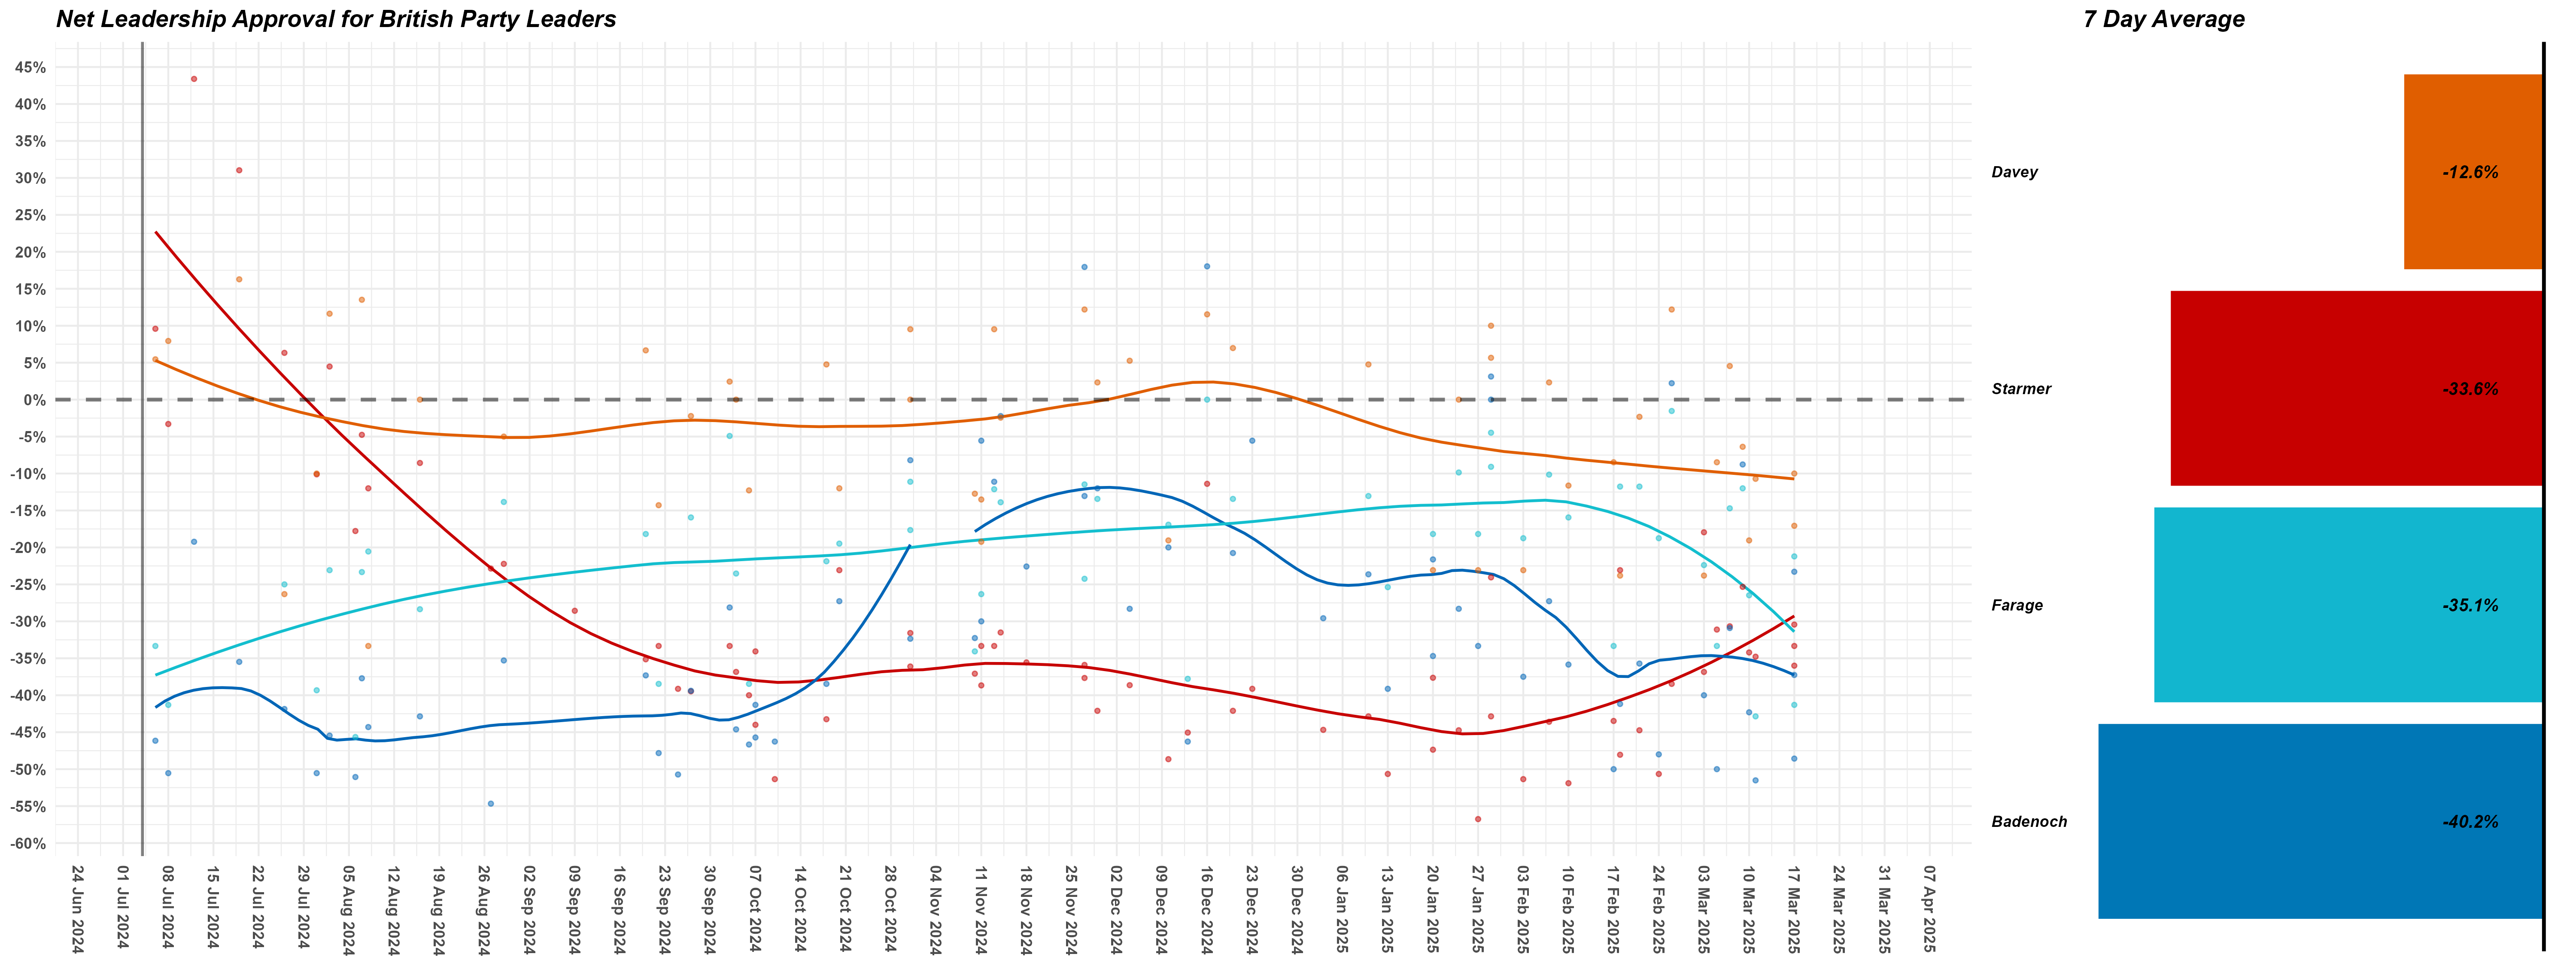 Net Leadership Approval for British Party Leaders
7 Day Average
45%
40%
35%
30%
25%
20%
15%
10%
5%
0%
-5%
-10%
-15%
-20%
-25%
-30%
-35%
-40%
-45%
-50%
-55%
-60%
24 Jun 2024
01 Jul 2024
08 Jul 2024
15 Jul 2024
22 Jul 2024
29 Jul 2024
05 Aug 2024
12 Aug 2024
19 Aug 2024
26 Aug 2024
02 Sep 2024
09 Sep 2024
16 Sep 2024
23 Sep 2024
30 Sep 2024
07 Oct 2024
14 Oct 2024
21 Oct 2024
28 Oct 2024
04 Nov 2024
11 Nov 2024
18 Nov 2024
25 Nov 2024
02 Dec 2024
09 Dec 2024
16 Dec 2024
23 Dec 2024
30 Dec 2024
06 Jan 2025
13 Jan 2025
20 Jan 2025
27 Jan 2025
03 Feb 2025
10 Feb 2025
17 Feb 2025
24 Feb 2025
03 Mar 2025
10 Mar 2025
17 Mar 2025
24 Mar 2025
31 Mar 2025
07 Apr 2025
Davey -12.6%
Starmer -33.6%
Farage -35.1%
Badenoch -40.2%